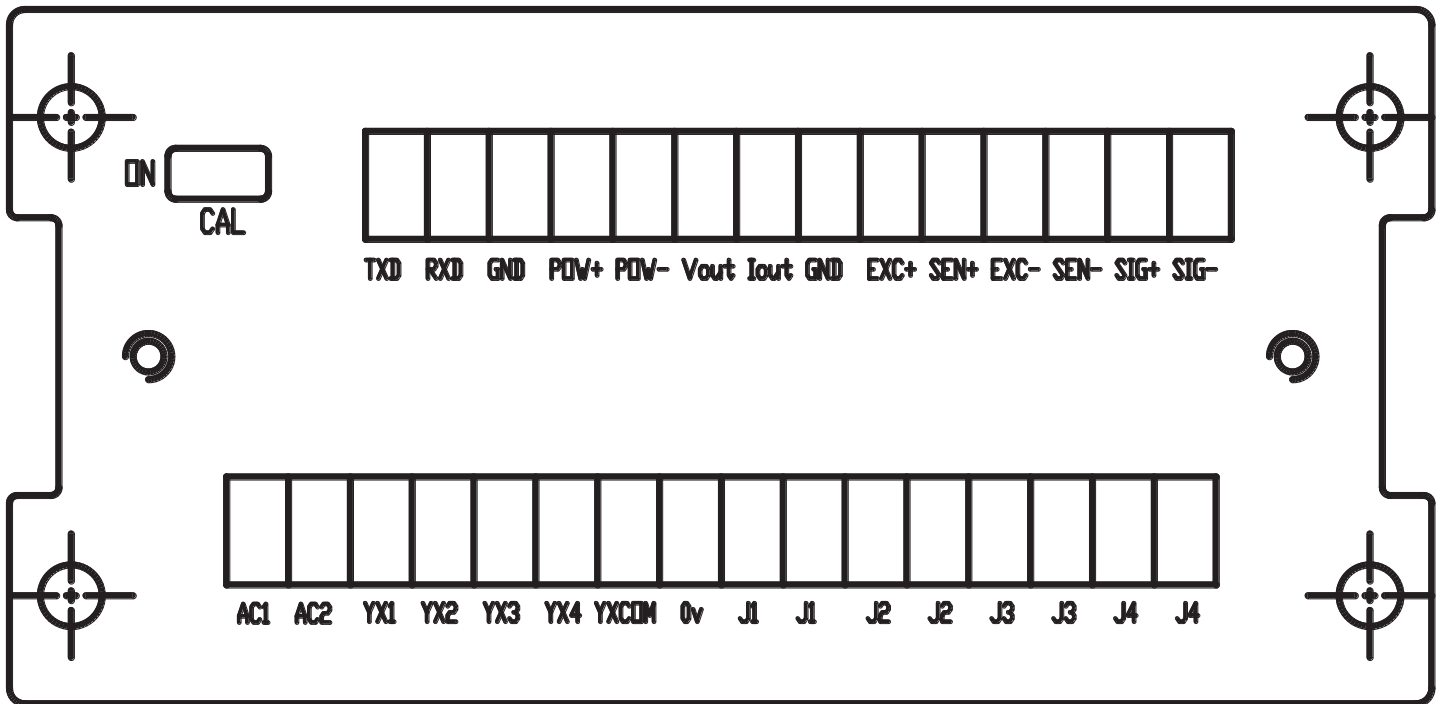 ON
CAL
TXD RXD GND POW+ POW- Vout Iout GND EXC+ SEN+ EXC- SEN- SIG+ SIG-
AC1 AC2 YX1 YX2 YX3 YX4 YXCOM 0v J1 J1 J2 J2 J3 J3 J4 J4